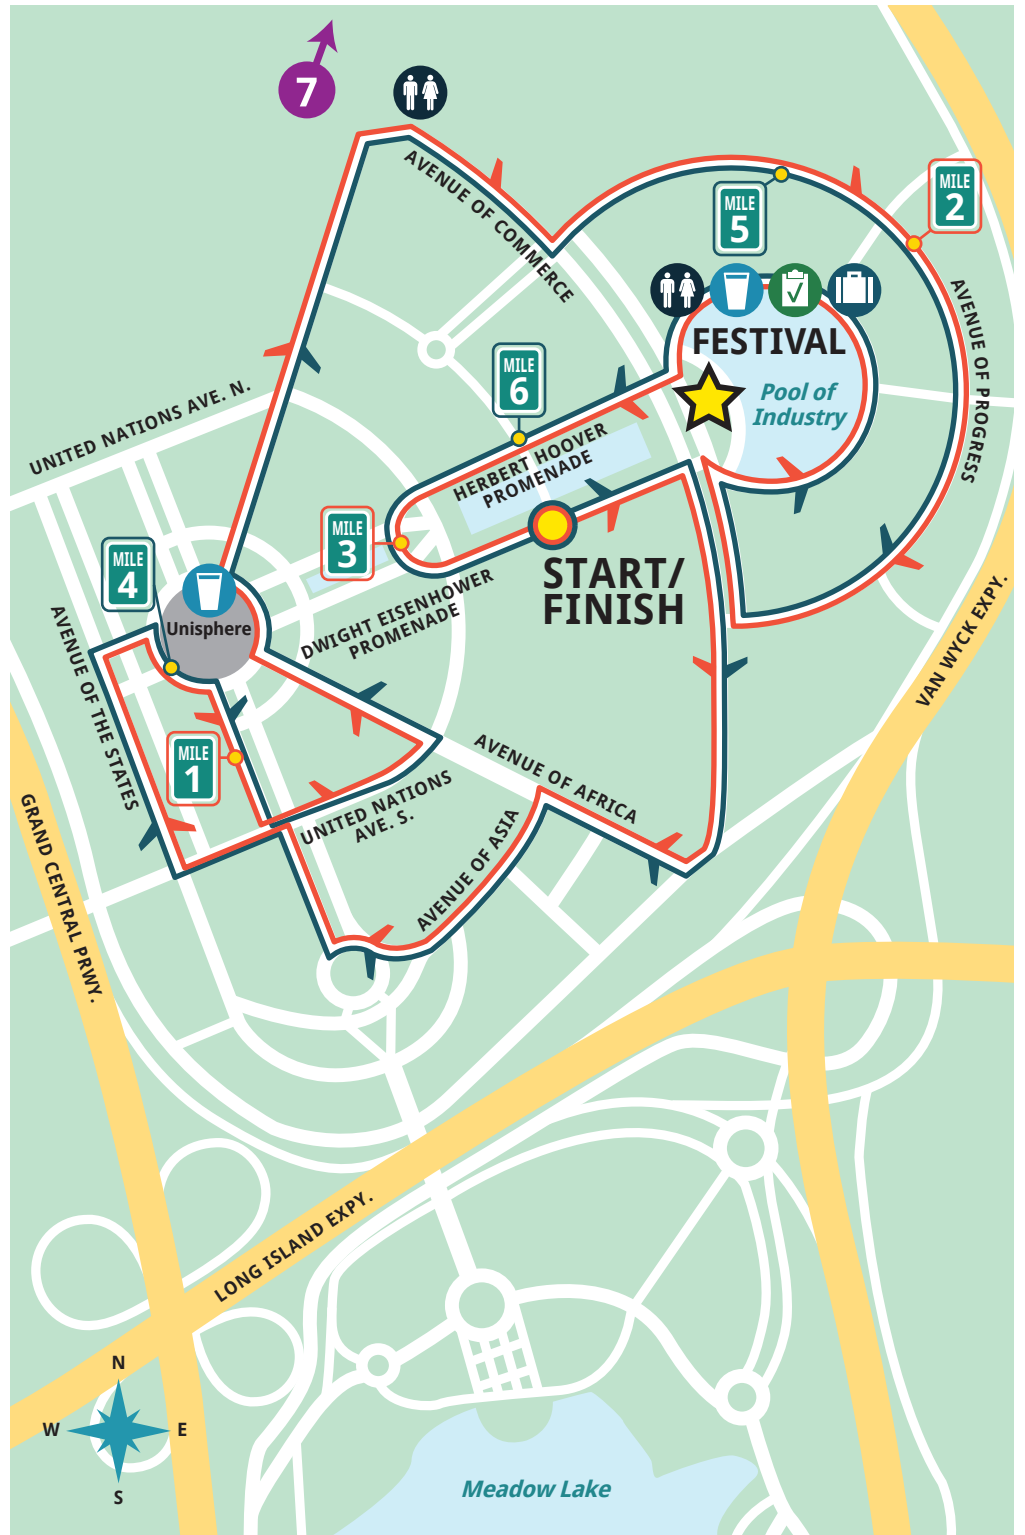 7
AVENUE OF COMMERCE
MILE
5
MILE
2
AVENUE OF PROGRESS
FESTIVAL
Pool of
Industry
MILE
6
UNITED NATIONS AVE. N.
HERBERT HOOVER
PROMENADE
MILE
3
START/
FINISH
MILE
4
Unisphere
DWIGHT EISENHOWER
PROMENADE
VAN WYCK EXPY.
AVENUE OF THE STATES
MILE
1
AVENUE OF AFRICA
UNITED NATIONS
AVE. S.
AVENUE OF ASIA
GRAND CENTRAL PRWY.
LONG ISLAND EXPY.
N
W
E
S
Meadow Lake